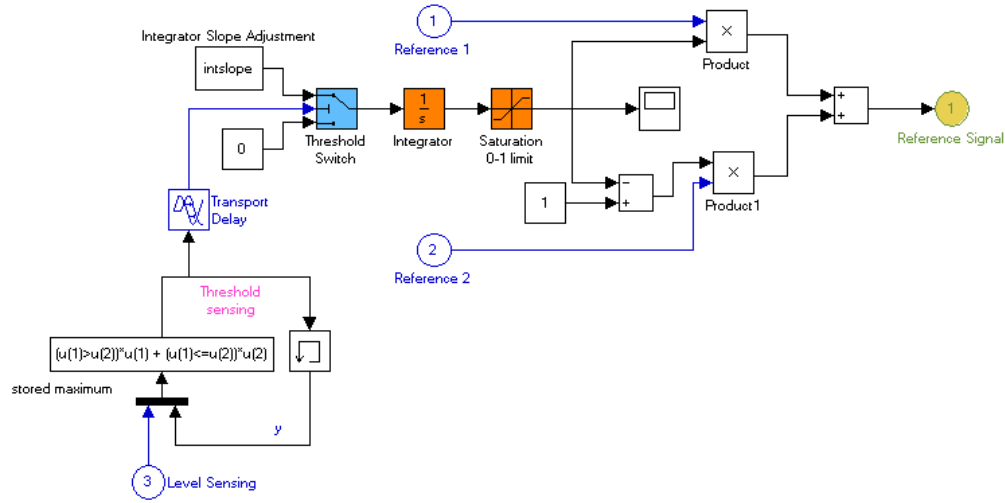 1
Reference 1
×
Product
Integrator Slope Adjustment
intslope
0
Threshold
Switch
1
s
Integrator
Saturation
0-1 limit
+
+
1
Reference Signal
1
−
+
×
Product1
2
Reference 2
Transport
Delay
Threshold
sensing
(u(1)>u(2))*u(1) + (u(1)<=u(2))*u(2)
stored maximum
y
3
Level Sensing